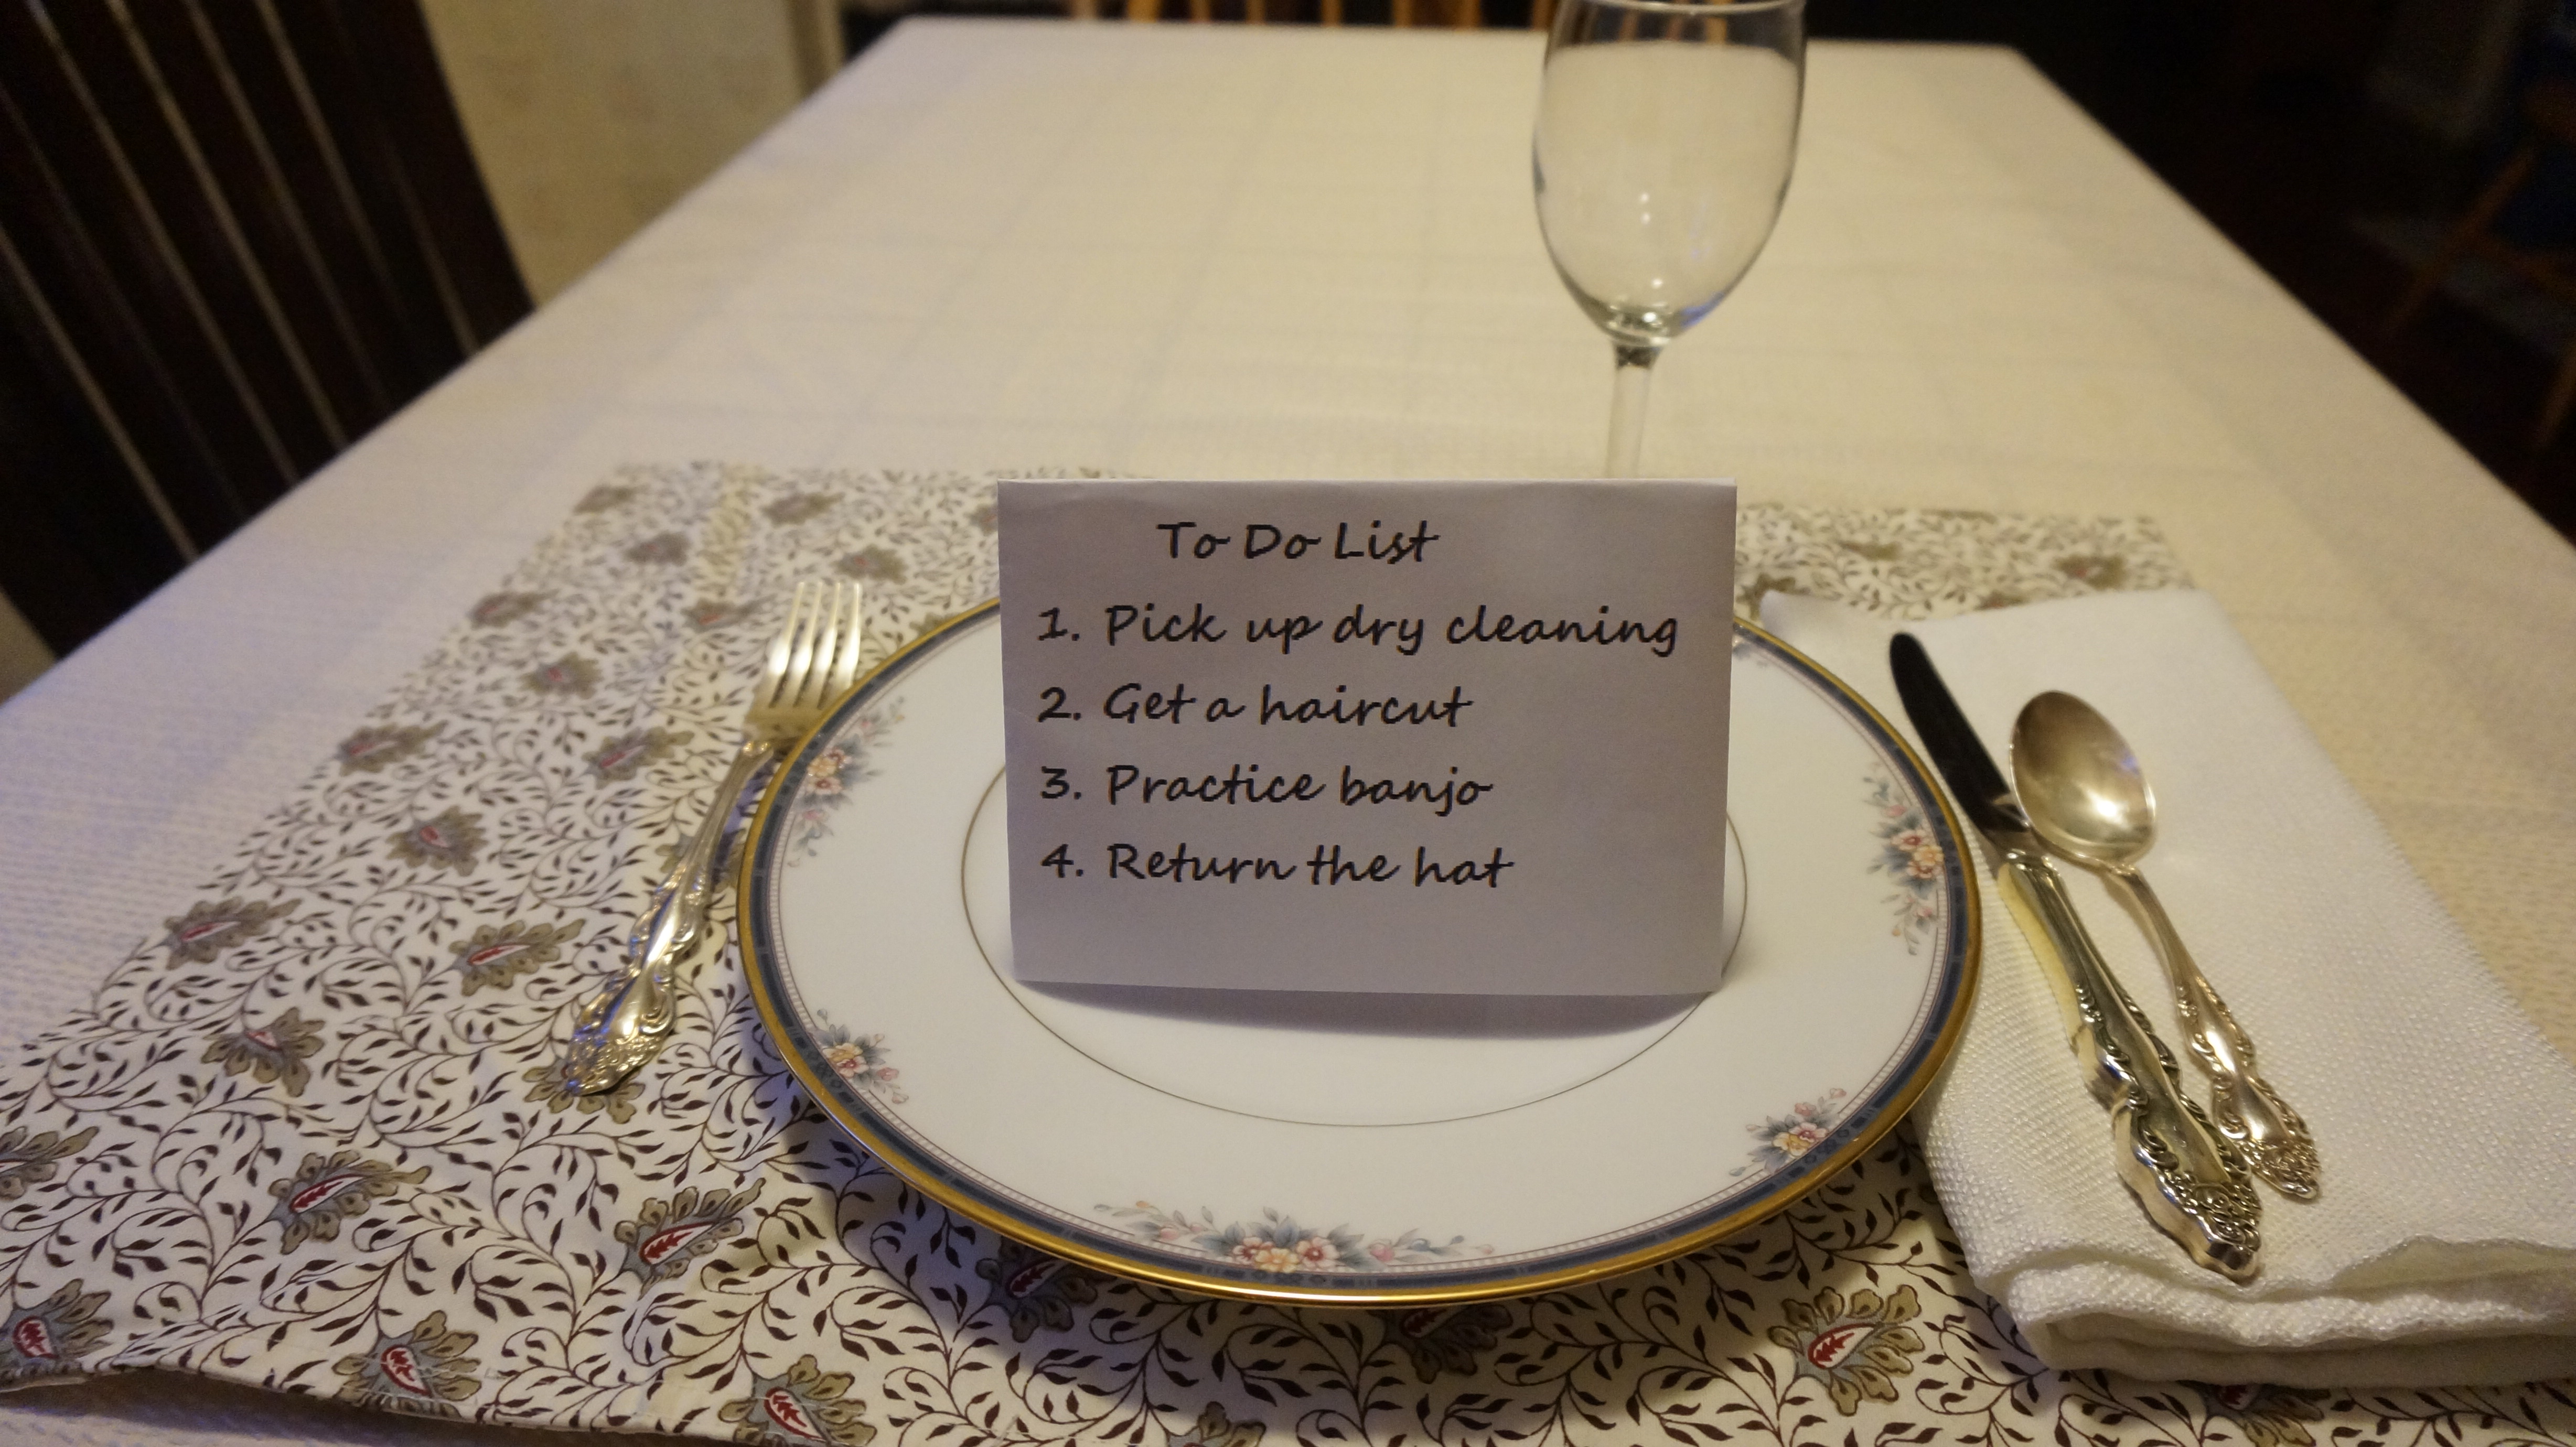 To Do List
1. Pick up dry cleaning
2. Get a haircut
3. Practice banjo
4. Return the hat